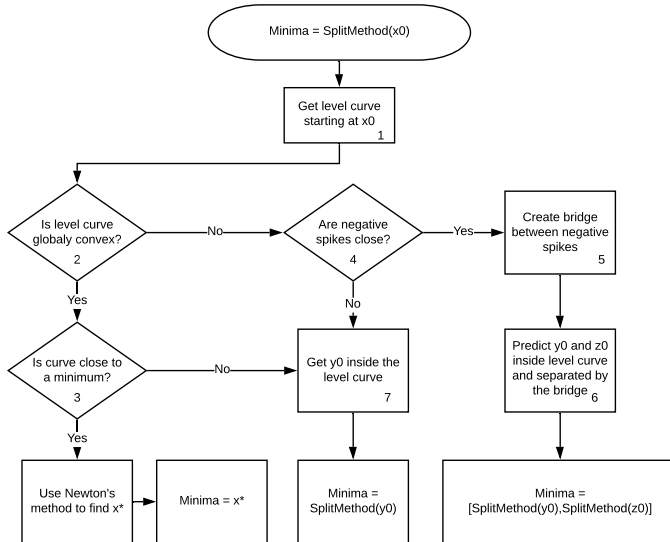 Minima = SplitMethod(x0)
Get level curve
starting at x0
1
Is level curve
globaly convex?
2
No
Are negative
spikes close?
4
Yes
Create bridge
between negative
spikes
5
Yes
No
Is curve close to
a minimum?
3
No
Get y0 inside the
level curve
7
Predict y0 and z0
inside level curve
and separated by
the bridge
6
Yes
Use Newton's
method to find x*
Minima = x*
Minima =
SplitMethod(y0)
Minima =
[SplitMethod(y0),SplitMethod(z0)]